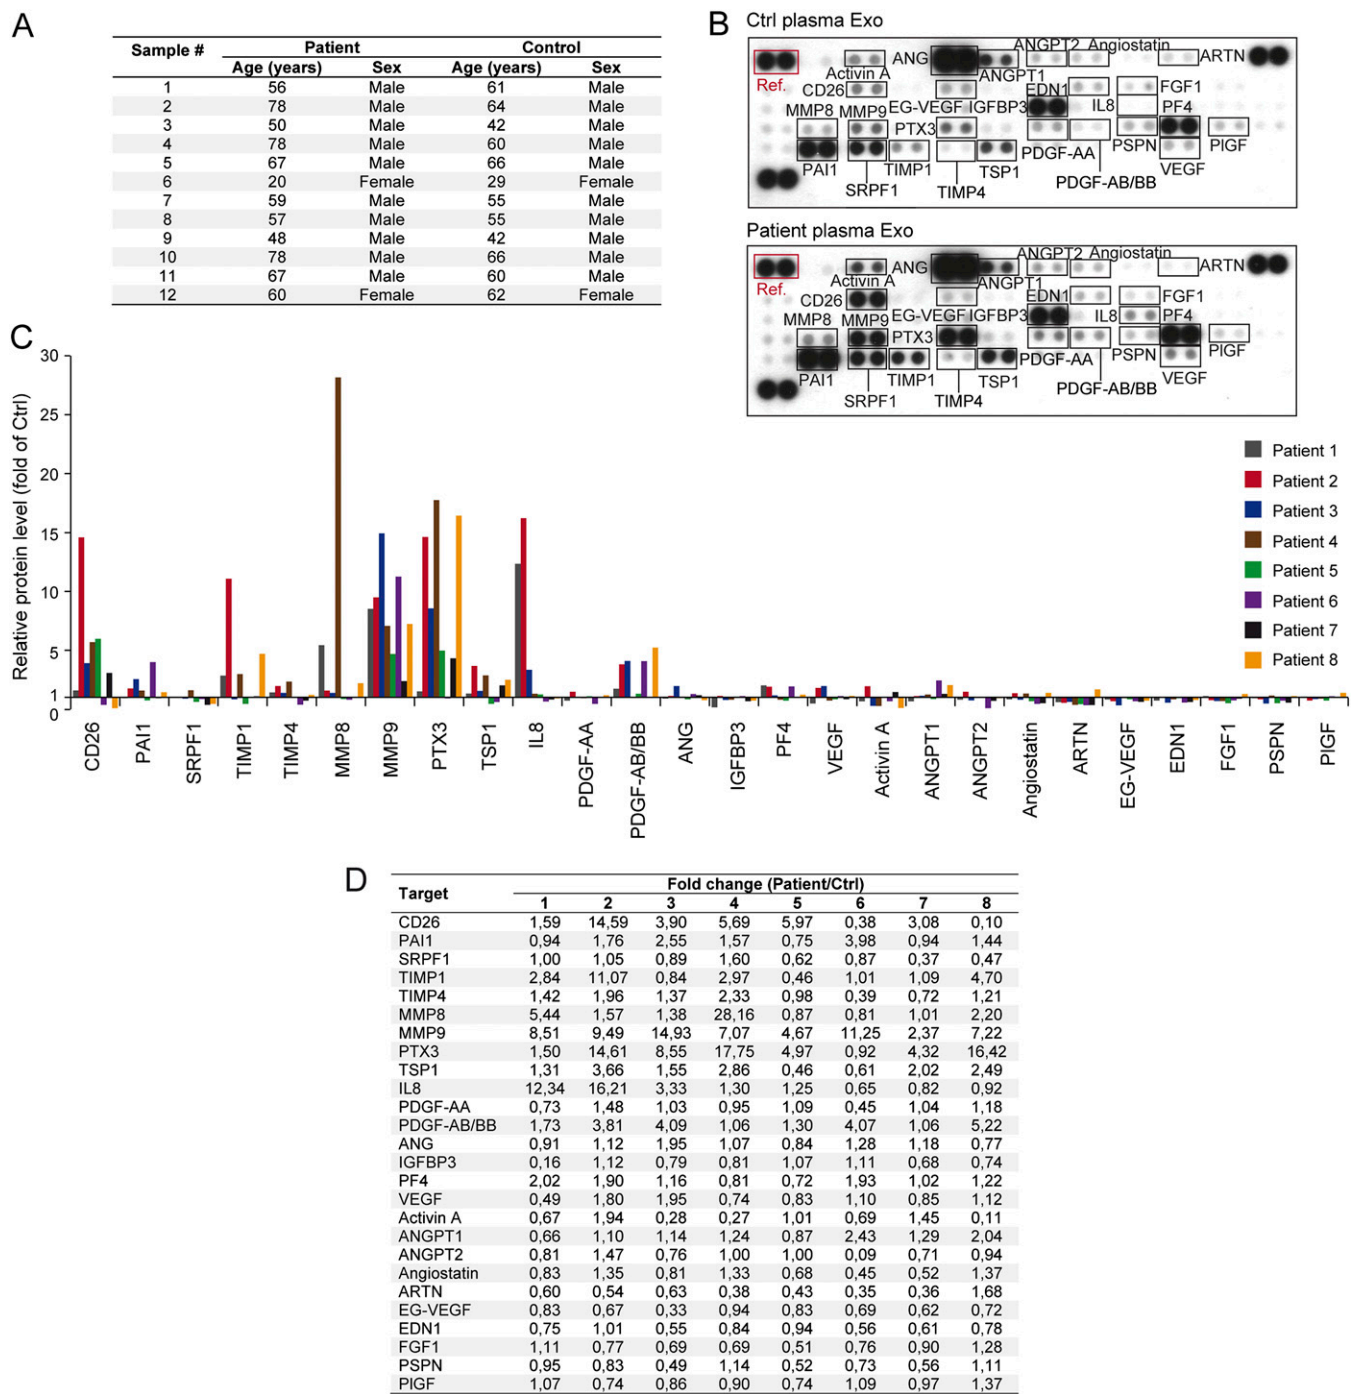 A
Sample # Patient Control
Age (years) Sex Age (years) Sex
1 56 Male 61 Male
2 78 Male 64 Male
3 50 Male 42 Male
4 78 Male 60 Male
5 67 Male 66 Male
6 20 Female 29 Female
7 59 Male 55 Male
8 57 Male 55 Male
9 48 Male 42 Male
10 78 Male 66 Male
11 67 Male 60 Male
12 60 Female 62 Female
B
Ctrl plasma Exo
ANGPT2 Angiostatin
ANG ARTN
Ref. Activin A ANGPT1
CD26 EDN1 FGF1
MMP8 MMP9 EG-VEGF IGFBP3 IL8 PF4
PTX3
PDGF-AA PSPN PIGF
PAI1 TIMP1 TSP1 VEGF
SRPF1 TIMP4 PDGF-AB/BB
Patient plasma Exo
ANGPT2 Angiostatin
ANG ARTN
Ref. Activin A ANGPT1
CD26 EDN1 FGF1
MMP8 MMP9 EG-VEGF IGFBP3 IL8 PF4
PTX3
PDGF-AA PSPN PIGF
PAI1 TIMP1 TSP1 VEGF
SRPF1 TIMP4 PDGF-AB/BB
C
Relative protein level (fold of Ctrl)
30
25
20
15
10
5
1
0
Patient 1
Patient 2
Patient 3
Patient 4
Patient 5
Patient 6
Patient 7
Patient 8
CD26
PAI1
SRPF1
TIMP1
TIMP4
MMP8
MMP9
PTX3
TSP1
IL8
PDGF-AA
PDGF-AB/BB
ANG
IGFBP3
PF4
VEGF
Activin A
ANGPT1
ANGPT2
Angiostatin
ARTN
EG-VEGF
EDN1
FGF1
PSPN
PIGF
D
Target Fold change (Patient/Ctrl)
1 2 3 4 5 6 7 8
CD26 1,59 14,59 3,90 5,69 5,97 0,38 3,08 0,10
PAI1 0,94 1,76 2,55 1,57 0,75 3,98 0,94 1,44
SRPF1 1,00 1,05 0,89 1,60 0,62 0,87 0,37 0,47
TIMP1 2,84 11,07 0,84 2,97 0,46 1,01 1,09 4,70
TIMP4 1,42 1,96 1,37 2,33 0,98 0,39 0,72 1,21
MMP8 5,44 1,57 1,38 28,16 0,87 0,81 1,01 2,20
MMP9 8,51 9,49 14,93 7,07 4,67 11,25 2,37 7,22
PTX3 1,50 14,61 8,55 17,75 4,97 0,92 4,32 16,42
TSP1 1,31 3,66 1,55 2,86 0,46 0,61 2,02 2,49
IL8 12,34 16,21 3,33 1,30 1,25 0,65 0,82 0,92
PDGF-AA 0,73 1,48 1,03 0,95 1,09 0,45 1,04 1,18
PDGF-AB/BB 1,73 3,81 4,09 1,06 1,30 4,07 1,06 5,22
ANG 0,91 1,12 1,95 1,07 0,84 1,28 1,18 0,77
IGFBP3 0,16 1,12 0,79 0,81 1,07 1,11 0,68 0,74
PF4 2,02 1,90 1,16 0,81 0,72 1,93 1,02 1,22
VEGF 0,49 1,80 1,95 0,74 0,83 1,10 0,85 1,12
Activin A 0,67 1,94 0,28 0,27 1,01 0,69 1,45 0,11
ANGPT1 0,66 1,10 1,14 1,24 0,87 2,43 1,29 2,04
ANGPT2 0,81 1,47 0,76 1,00 1,00 0,09 0,71 0,94
Angiostatin 0,83 1,35 0,81 1,33 0,68 0,45 0,52 1,37
ARTN 0,60 0,54 0,63 0,38 0,43 0,35 0,36 1,68
EG-VEGF 0,83 0,67 0,33 0,94 0,83 0,69 0,62 0,72
EDN1 0,75 1,01 0,55 0,84 0,94 0,56 0,61 0,78
FGF1 1,11 0,77 0,69 0,69 0,51 0,76 0,90 1,28
PSPN 0,95 0,83 0,49 1,14 0,52 0,73 0,56 1,11
PIGF 1,07 0,74 0,86 0,90 0,74 1,09 0,97 1,37